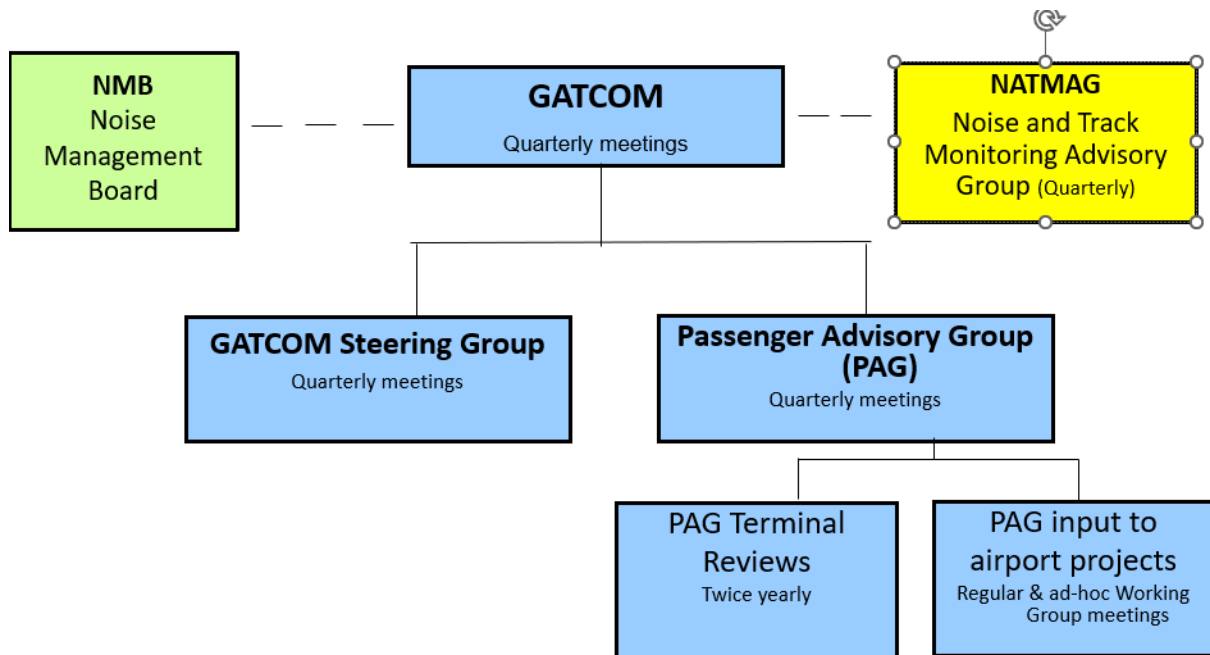 NMB
Noise
Management
Board
GATCOM
Quarterly meetings
NATMAG
Noise and Track
Monitoring Advisory
Group (Quarterly)
GATCOM Steering Group
Quarterly meetings
Passenger Advisory Group
(PAG)
Quarterly meetings
PAG Terminal
Reviews
Twice yearly
PAG input to
airport projects
Regular & ad-hoc Working
Group meetings